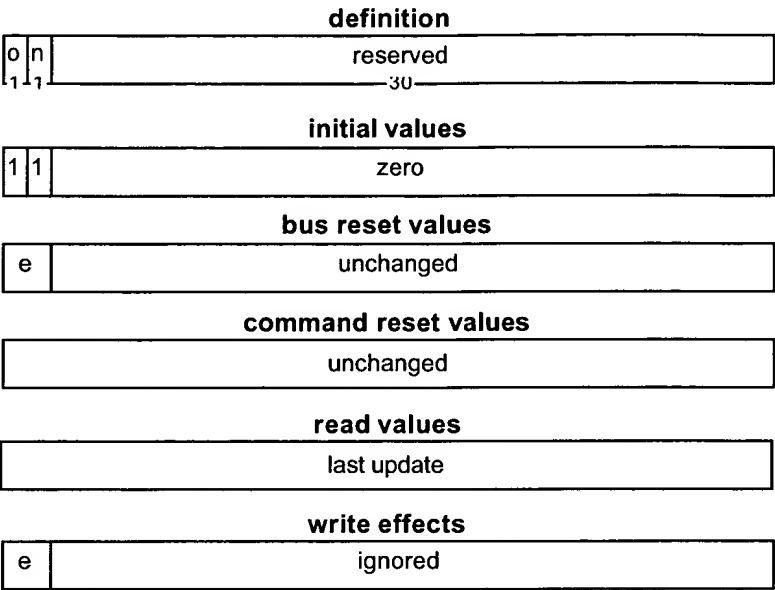 definition
o n reserved
1 1 30
initial values
1 1 zero
bus reset values
e unchanged
command reset values
unchanged
read values
last update
write effects
e ignored